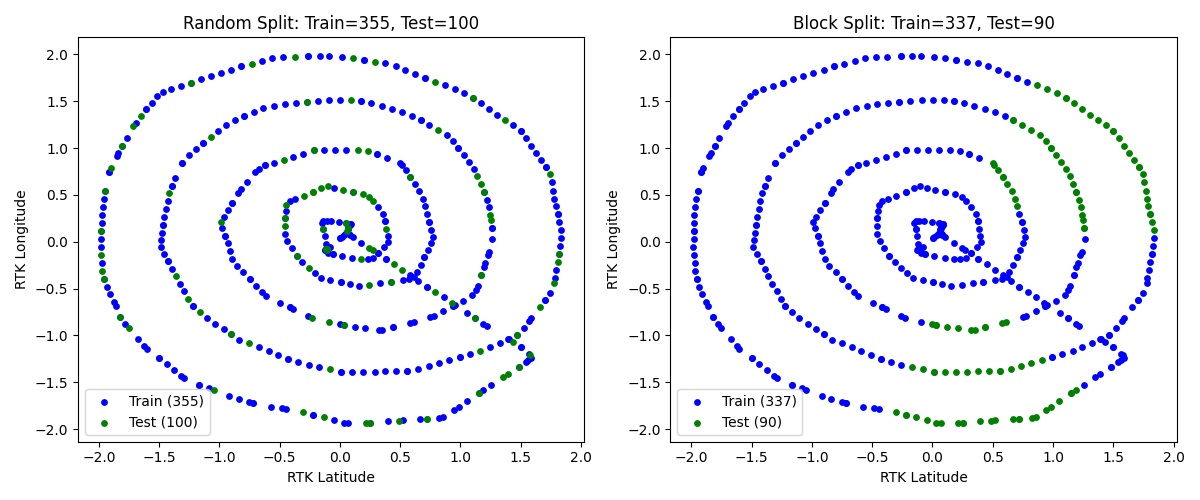 Random Split: Train=355, Test=100
2.0
1.5
1.0
0.5
0.0
−0.5
−1.0
−1.5
−2.0
RTK Longitude
Train (355)
Test (100)
−2.0 −1.5 −1.0 −0.5 0.0 0.5 1.0 1.5 2.0
RTK Latitude
Block Split: Train=337, Test=90
2.0
1.5
1.0
0.5
0.0
−0.5
−1.0
−1.5
−2.0
RTK Longitude
Train (337)
Test (90)
−2.0 −1.5 −1.0 −0.5 0.0 0.5 1.0 1.5 2.0
RTK Latitude